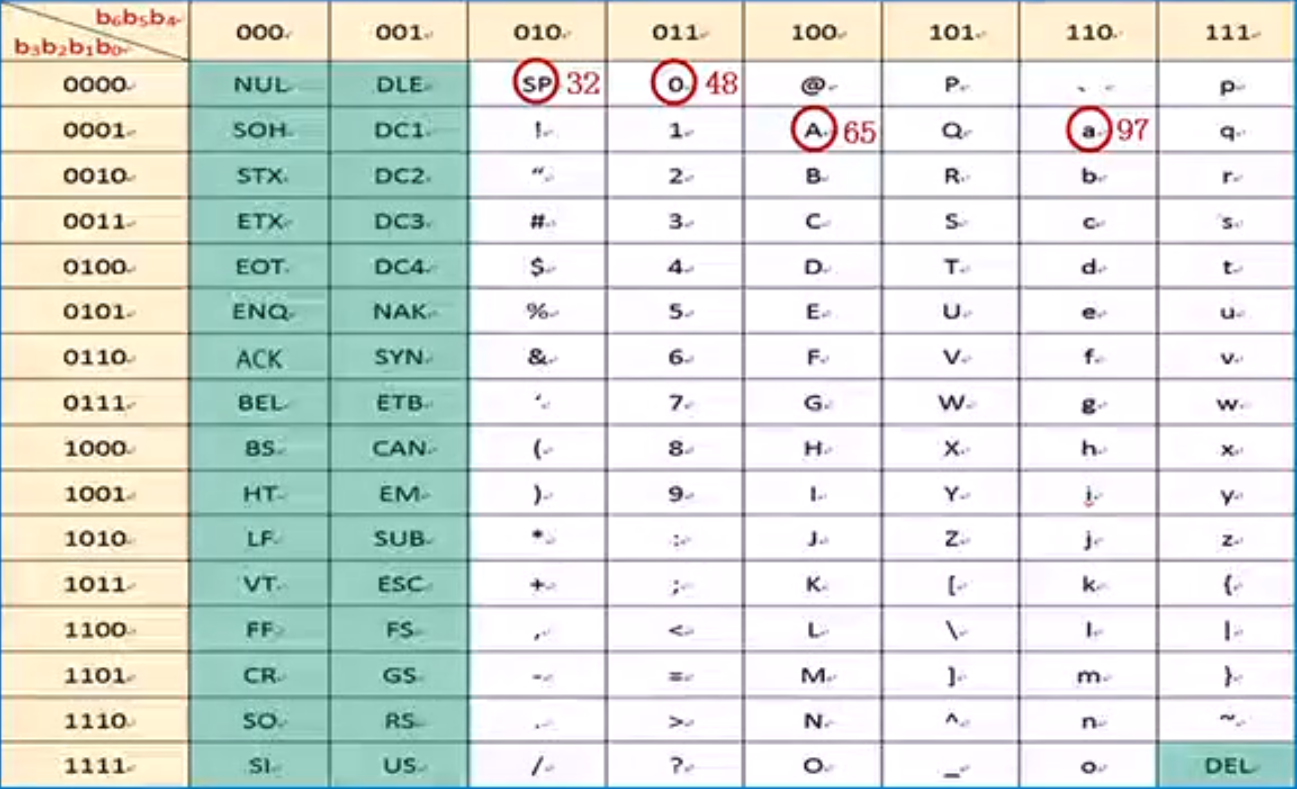 b₆b₅b₄ 000 001 010 011 100 101 110 111
b₃b₂b₁b₀
0000 NUL DLE SP 32 0 48 @ P 、 p
0001 SOH DC1 ! 1 A 65 Q a 97 q
0010 STX DC2 “ 2 B R b r
0011 ETX DC3 # 3 C S c s
0100 EOT DC4 $ 4 D T d t
0101 ENQ NAK % 5 E U e u
0110 ACK SYN & 6 F V f v
0111 BEL ETB ‘ 7 G W g w
1000 BS CAN ( 8 H X h x
1001 HT EM ) 9 I Y i y
1010 LF SUB * : J Z j z
1011 VT ESC + ; K [ k {
1100 FF FS , < L \ l |
1101 CR GS - = M ] m }
1110 SO RS . > N ^ n ~
1111 SI US / ? O _ o DEL